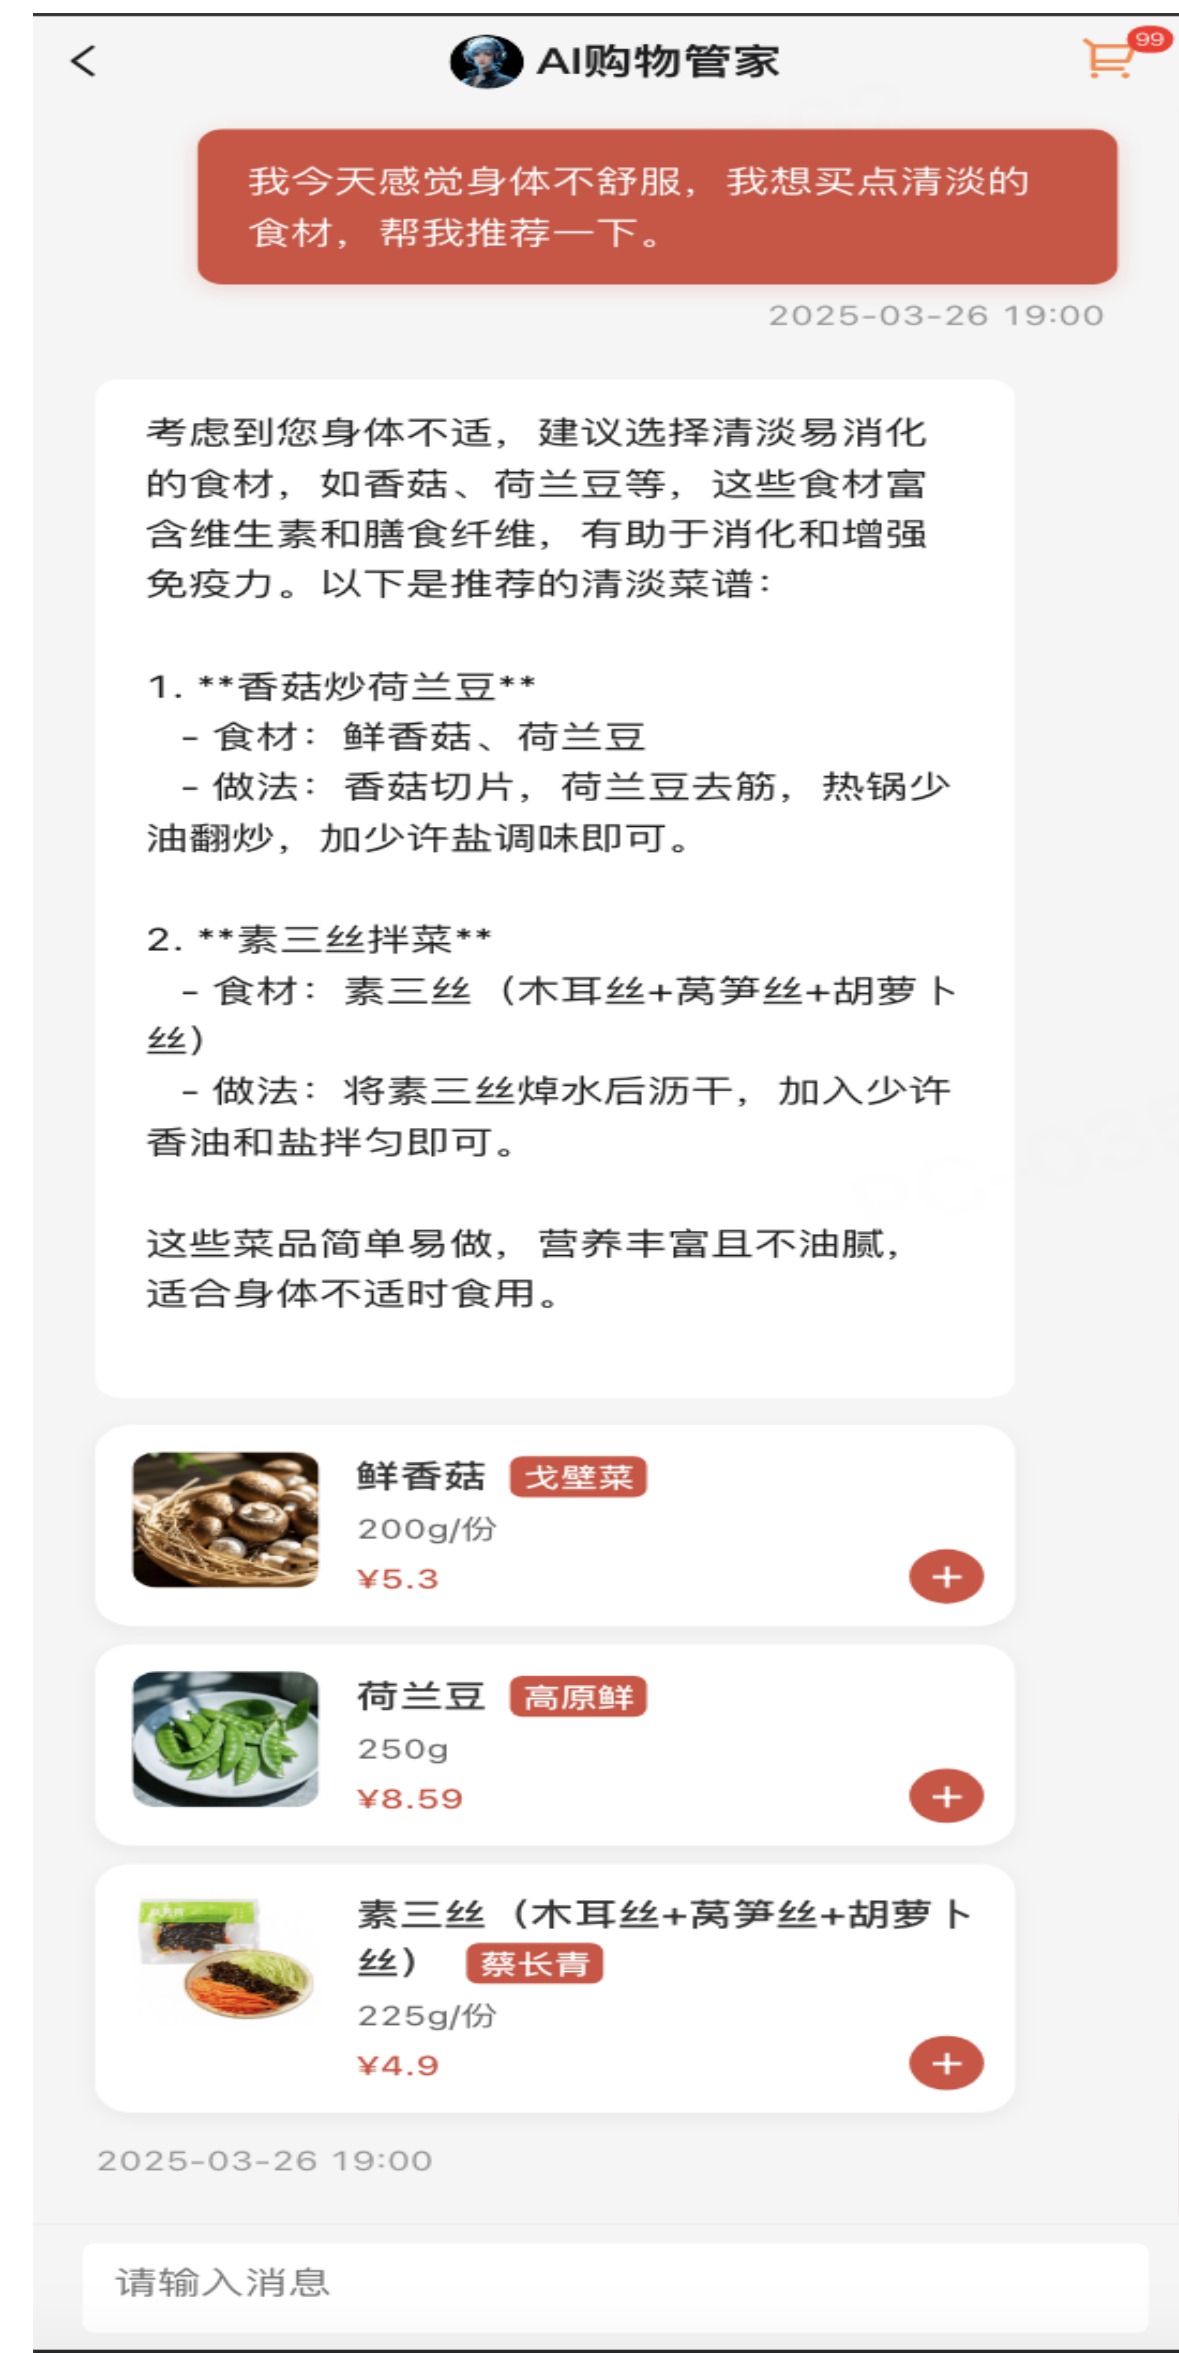 AI购物管家
99
我今天感觉身体不舒服，我想买点清淡的
食材，帮我推荐一下。
2025-03-26 19:00
考虑到您身体不适，建议选择清淡易消化
的食材，如香菇、荷兰豆等，这些食材富
含维生素和膳食纤维，有助于消化和增强
免疫力。以下是推荐的清淡菜谱：
1. **香菇炒荷兰豆**
- 食材：鲜香菇、荷兰豆
- 做法：香菇切片，荷兰豆去筋，热锅少
油翻炒，加少许盐调味即可。
2. **素三丝拌菜**
- 食材：素三丝（木耳丝+莴笋丝+胡萝卜
丝）
- 做法：将素三丝焯水后沥干，加入少许
香油和盐拌匀即可。
这些菜品简单易做，营养丰富且不油腻，
适合身体不适时食用。
鲜香菇 戈壁菜
200g/份
¥5.3
荷兰豆 高原鲜
250g
¥8.59
素三丝（木耳丝+莴笋丝+胡萝卜
丝） 蔡长青
225g/份
¥4.9
2025-03-26 19:00
请输入消息